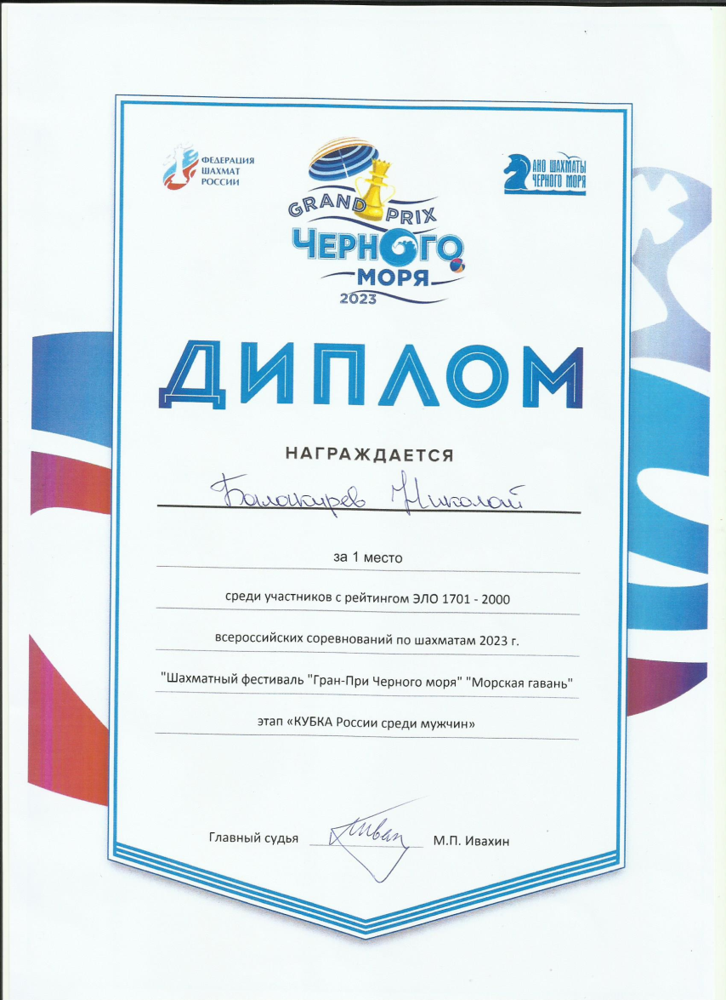 ФЕДЕРАЦИЯ
ШАХМАТ
РОССИИ
АНО ШАХМАТЫ
ЧЕРНОГО МОРЯ
GRAND PRIX
ЧЕРНОГО
МОРЯ
2023
ДИПЛОМ
НАГРАЖДАЕТСЯ
Балакирев Николай
за 1 место
среди участников с рейтингом ЭЛО 1701 - 2000
всероссийских соревнований по шахматам 2023 г.
"Шахматный фестиваль "Гран-При Черного моря" "Морская гавань"
этап «КУБКА России среди мужчин»
Главный судья М.П. Ивахин